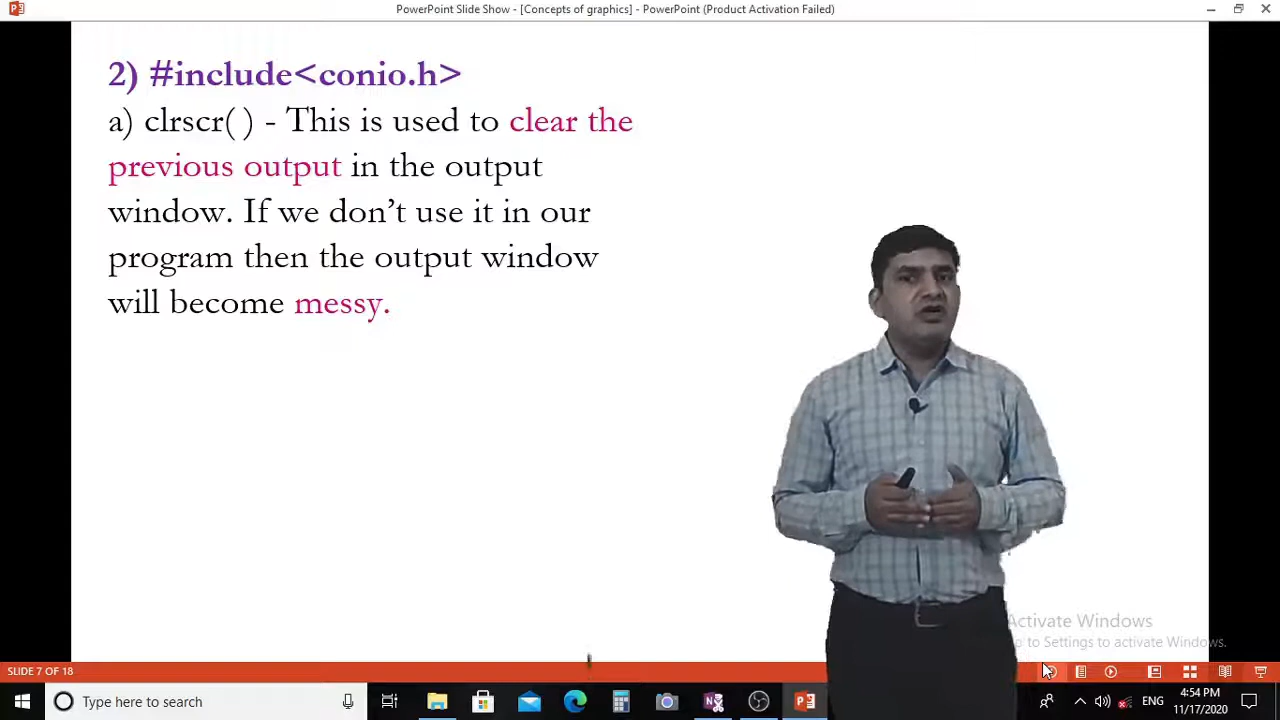 PowerPoint Slide Show - [Concepts of graphics] - PowerPoint (Product Activation Failed)
2) #include<conio.h>
a) clrscr( ) - This is used to clear the
previous output in the output
window. If we don’t use it in our
program then the output window
will become messy.
Activate Windows
to Settings to activate Windows.
SLIDE 7 OF 18
Type here to search
ENG
4:54 PM
11/17/2020